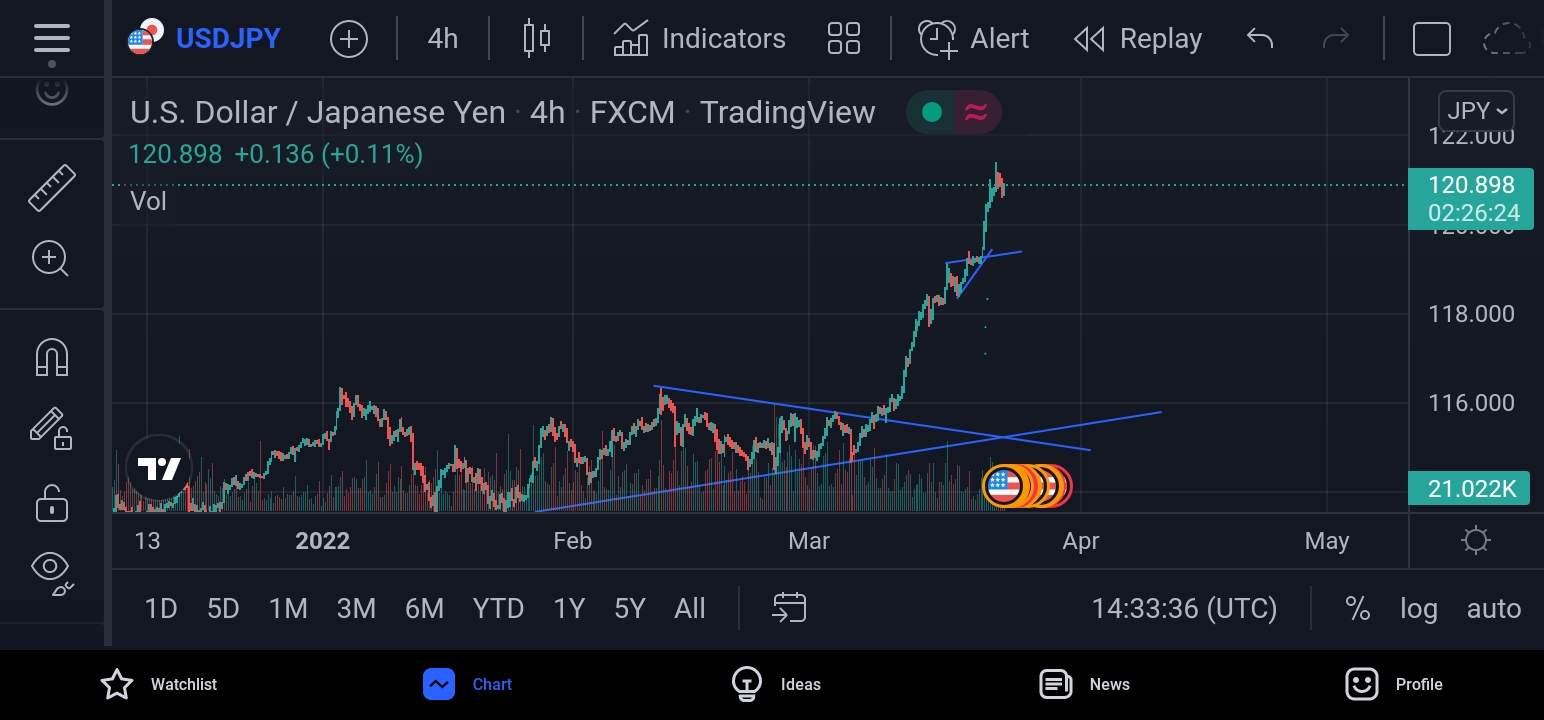 USDJPY 4h Indicators Alert Replay
U.S. Dollar / Japanese Yen · 4h · FXCM · TradingView
JPY
122.000
120.898 +0.136 (+0.11%)
120.898
Vol
02:26:24
120.000
118.000
116.000
21.022K
13 2022 Feb Mar Apr May
1D 5D 1M 3M 6M YTD 1Y 5Y All 14:33:36 (UTC) % log auto
Watchlist Chart Ideas News Profile